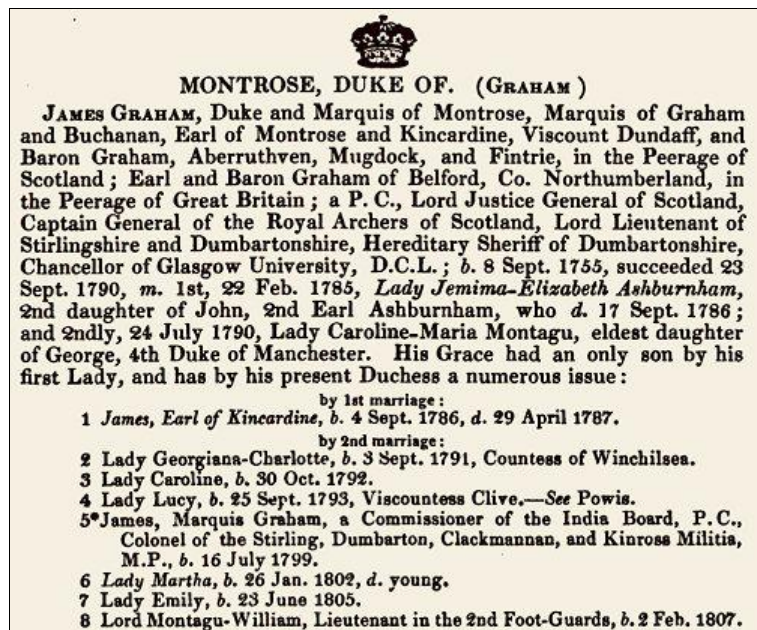 MONTROSE, DUKE OF. (GRAHAM)
JAMES GRAHAM, Duke and Marquis of Montrose, Marquis of Graham
and Buchanan, Earl of Montrose and Kincardine, Viscount Dundaff, and
Baron Graham, Aberruthven, Mugdock, and Fintrie, in the Peerage of
Scotland; Earl and Baron Graham of Belford, Co. Northumberland, in
the Peerage of Great Britain; a P. C., Lord Justice General of Scotland,
Captain General of the Royal Archers of Scotland, Lord Lieutenant of
Stirlingshire and Dumbartonshire, Hereditary Sheriff of Dumbartonshire,
Chancellor of Glasgow University, D.C.L.; b. 8 Sept. 1755, succeeded 23
Sept. 1790, m. 1st, 22 Feb. 1785, Lady Jemima-Elizabeth Ashburnham,
2nd daughter of John, 2nd Earl Ashburnham, who d. 17 Sept. 1786;
and 2ndly, 24 July 1790, Lady Caroline-Maria Montagu, eldest daughter
of George, 4th Duke of Manchester. His Grace had an only son by his
first Lady, and has by his present Duchess a numerous issue:
by 1st marriage:
1 James, Earl of Kincardine, b. 4 Sept. 1786, d. 29 April 1787.
by 2nd marriage:
2 Lady Georgiana-Charlotte, b. 3 Sept. 1791, Countess of Winchilsea.
3 Lady Caroline, b. 30 Oct. 1792.
4 Lady Lucy, b. 25 Sept. 1793, Viscountess Clive.—See Powis.
5*James, Marquis Graham, a Commissioner of the India Board, P.C.,
Colonel of the Stirling, Dumbarton, Clackmannan, and Kinross Militia,
M.P., b. 16 July 1799.
6 Lady Martha, b. 26 Jan. 1802, d. young.
7 Lady Emily, b. 23 June 1805.
8 Lord Montagu-William, Lieutenant in the 2nd Foot-Guards, b. 2 Feb. 1807.